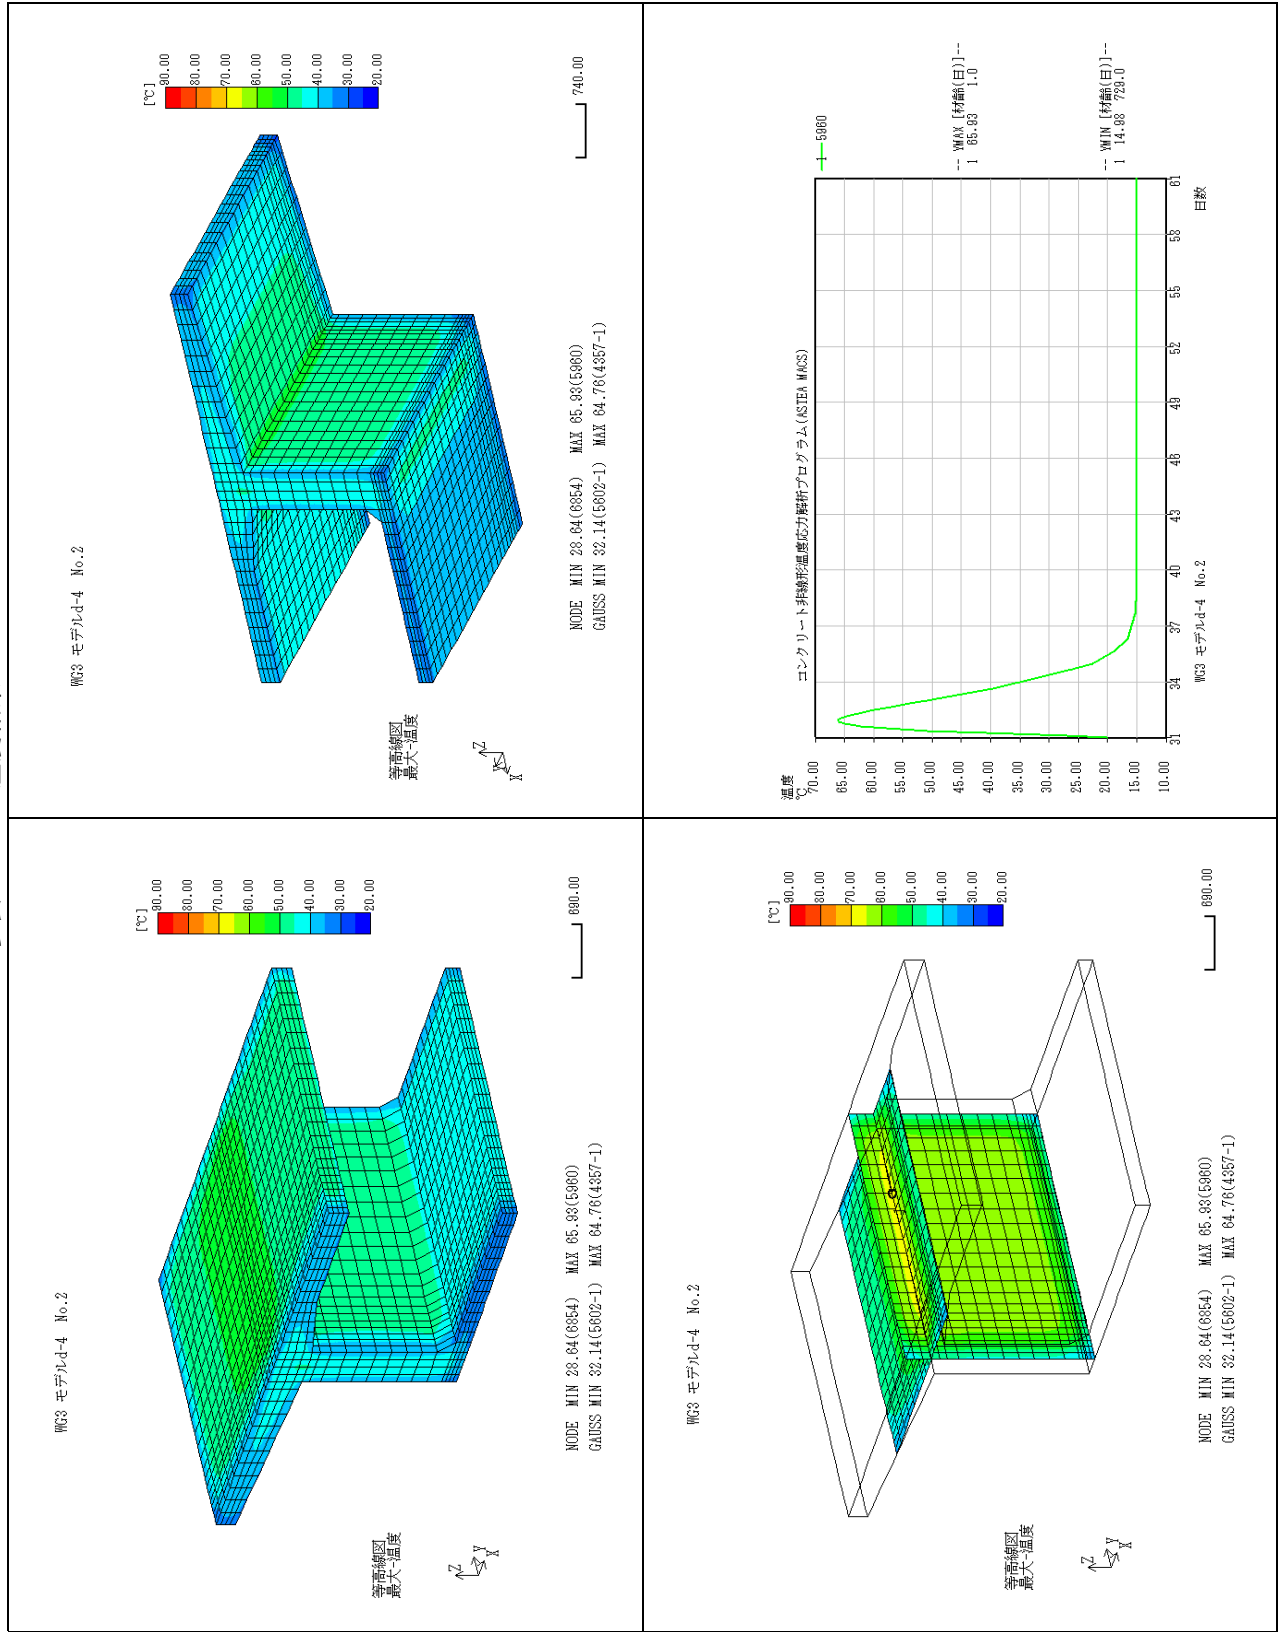 WG3 モデルd-4 No.2
[℃]
90.00
80.00
70.00
60.00
50.00
40.00
30.00
20.00
740.00
等高線図
最大-温度
Z
Y
X
NODE MIN 28.64(6854) MAX 65.93(5960)
GAUSS MIN 32.14(5602-1) MAX 64.76(4357-1)
コンクリート非線形温度応力解析プログラム(ASTEA MACS)
1 5960
-- YMAX [材齢(日)]--
1 65.93 1.0
-- YMIN [材齢(日)]--
1 14.98 729.0
温度
℃
70.00
65.00
60.00
55.00
50.00
45.00
40.00
35.00
30.00
25.00
20.00
15.00
10.00
31
34
37
40
43
46
49
52
55
58
61
日数
WG3 モデルd-4 No.2
WG3 モデルd-4 No.2
[℃]
90.00
80.00
70.00
60.00
50.00
40.00
30.00
20.00
690.00
等高線図
最大-温度
Z
Y
X
NODE MIN 28.64(6854) MAX 65.93(5960)
GAUSS MIN 32.14(5602-1) MAX 64.76(4357-1)
WG3 モデルd-4 No.2
[℃]
90.00
80.00
70.00
60.00
50.00
40.00
30.00
20.00
690.00
等高線図
最大-温度
Z
Y
X
NODE MIN 28.64(6854) MAX 65.93(5960)
GAUSS MIN 32.14(5602-1) MAX 64.76(4357-1)